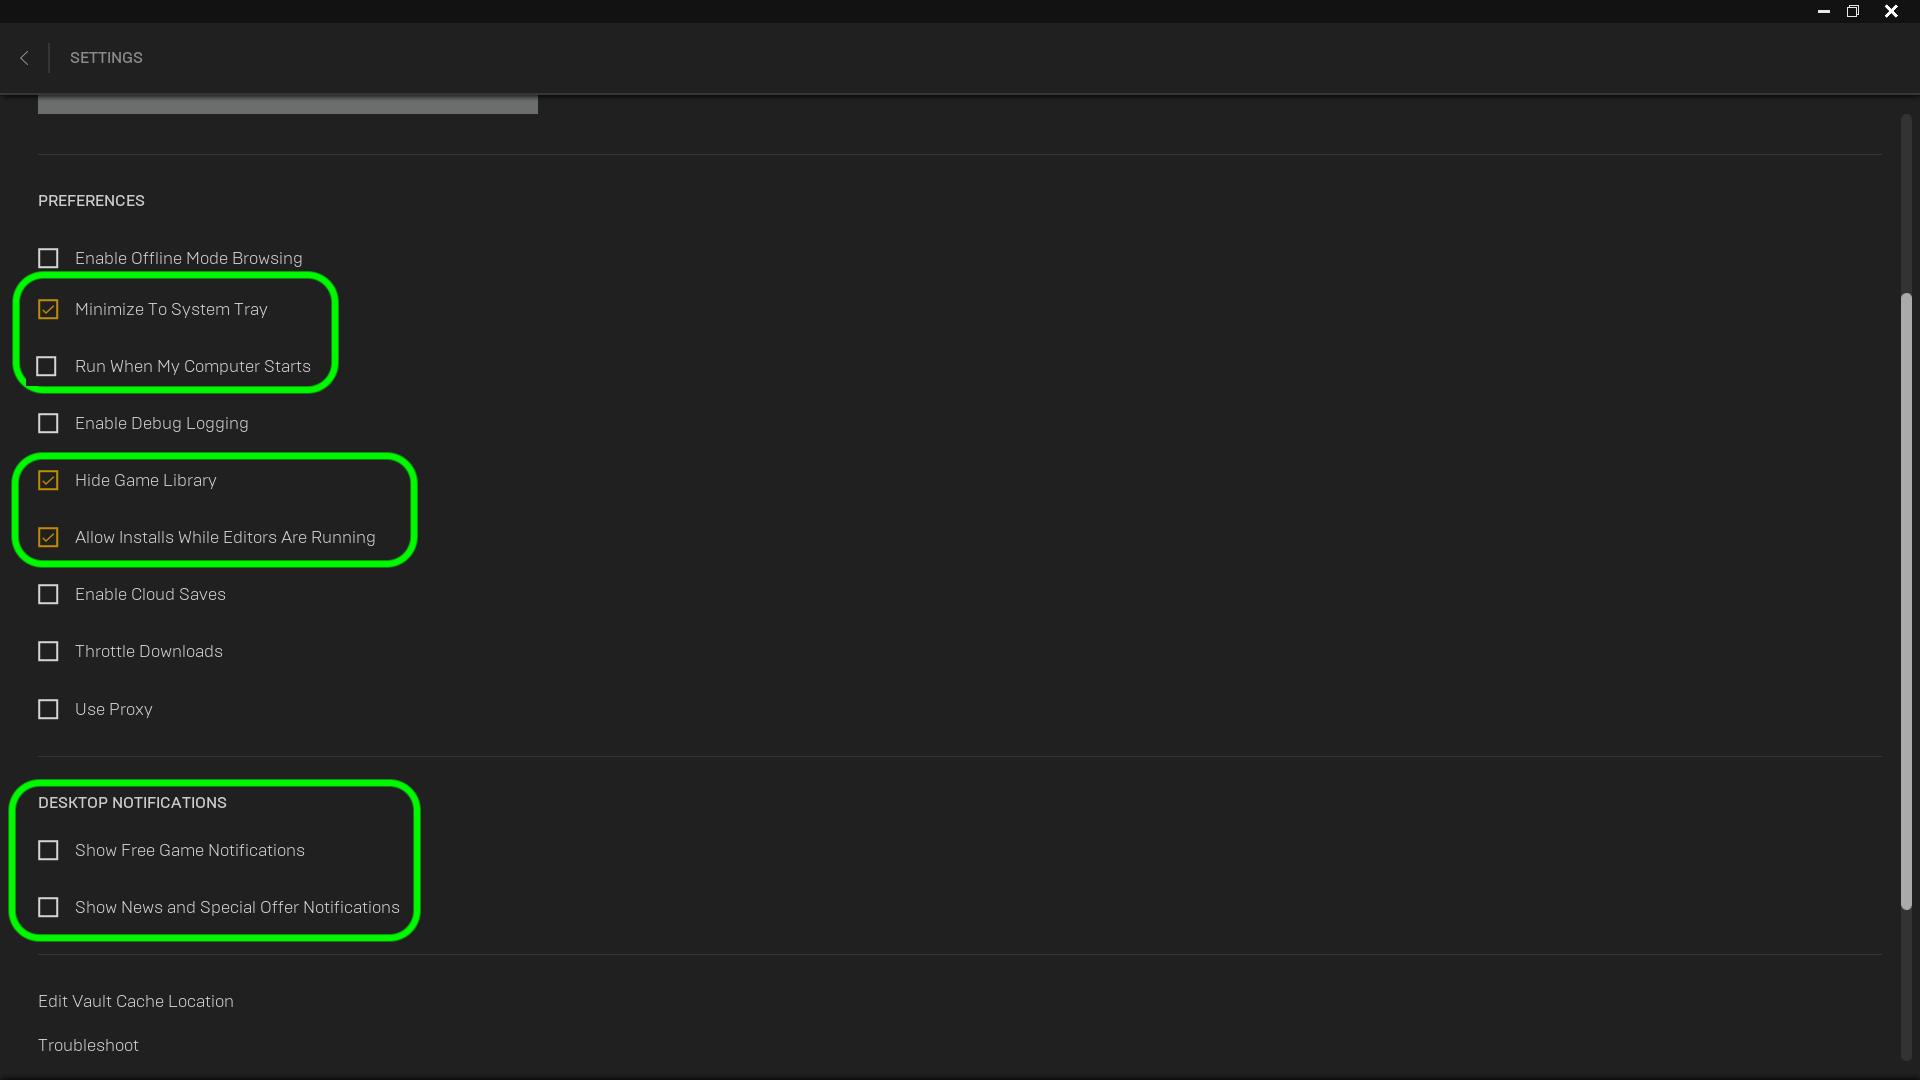 SETTINGS
PREFERENCES
Enable Offline Mode Browsing
Minimize To System Tray
Run When My Computer Starts
Enable Debug Logging
Hide Game Library
Allow Installs While Editors Are Running
Enable Cloud Saves
Throttle Downloads
Use Proxy
DESKTOP NOTIFICATIONS
Show Free Game Notifications
Show News and Special Offer Notifications
Edit Vault Cache Location
Troubleshoot